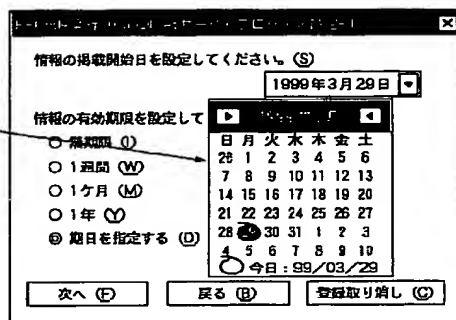 情報の掲載開始日を設定してください。(S)
1999年3月29日
情報の有効期限を設定して
無期限 (I)
1週間 (W)
1ケ月 (M)
1年 (Y)
期日を指定する (D)
日 月 火 水 木 金 土
28 1 2 3 4 5 6
7 8 9 10 11 12 13
14 15 16 17 18 19 20
21 22 23 24 25 26 27
28 29 30 31 1 2 3
4 5 6 7 8 9 10
今日:99/03/29
次へ (F)
戻る (B)
登録取り消し (C)